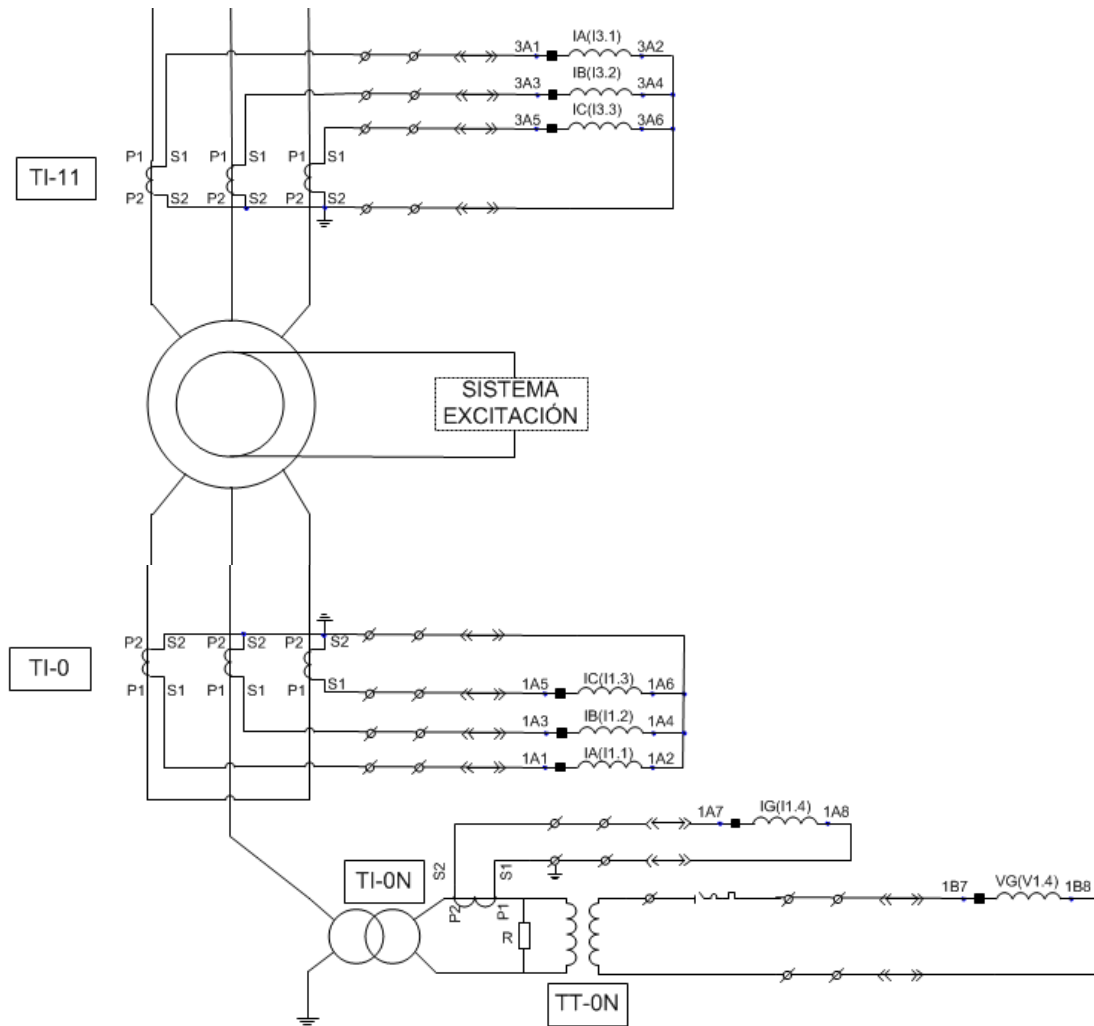 IA(I3.1)
3A1 3A2
IB(I3.2)
3A3 3A4
IC(I3.3)
3A5 3A6
P1 S1 P1 S1 P1 S1
TI-11
P2 S2 P2 S2 P2 S2
SISTEMA
EXCITACIÓN
P2 S2 P2 S2 P2 S2
TI-0
P1 S1 P1 S1 P1 S1
IC(I1.3)
1A5 1A6
IB(I1.2)
1A3 1A4
IA(I1.1)
1A1 1A2
IG(I1.4)
1A7 1A8
S2 S1
TI-0N
P2 P1
VG(V1.4)
1B7 1B8
R
TT-0N